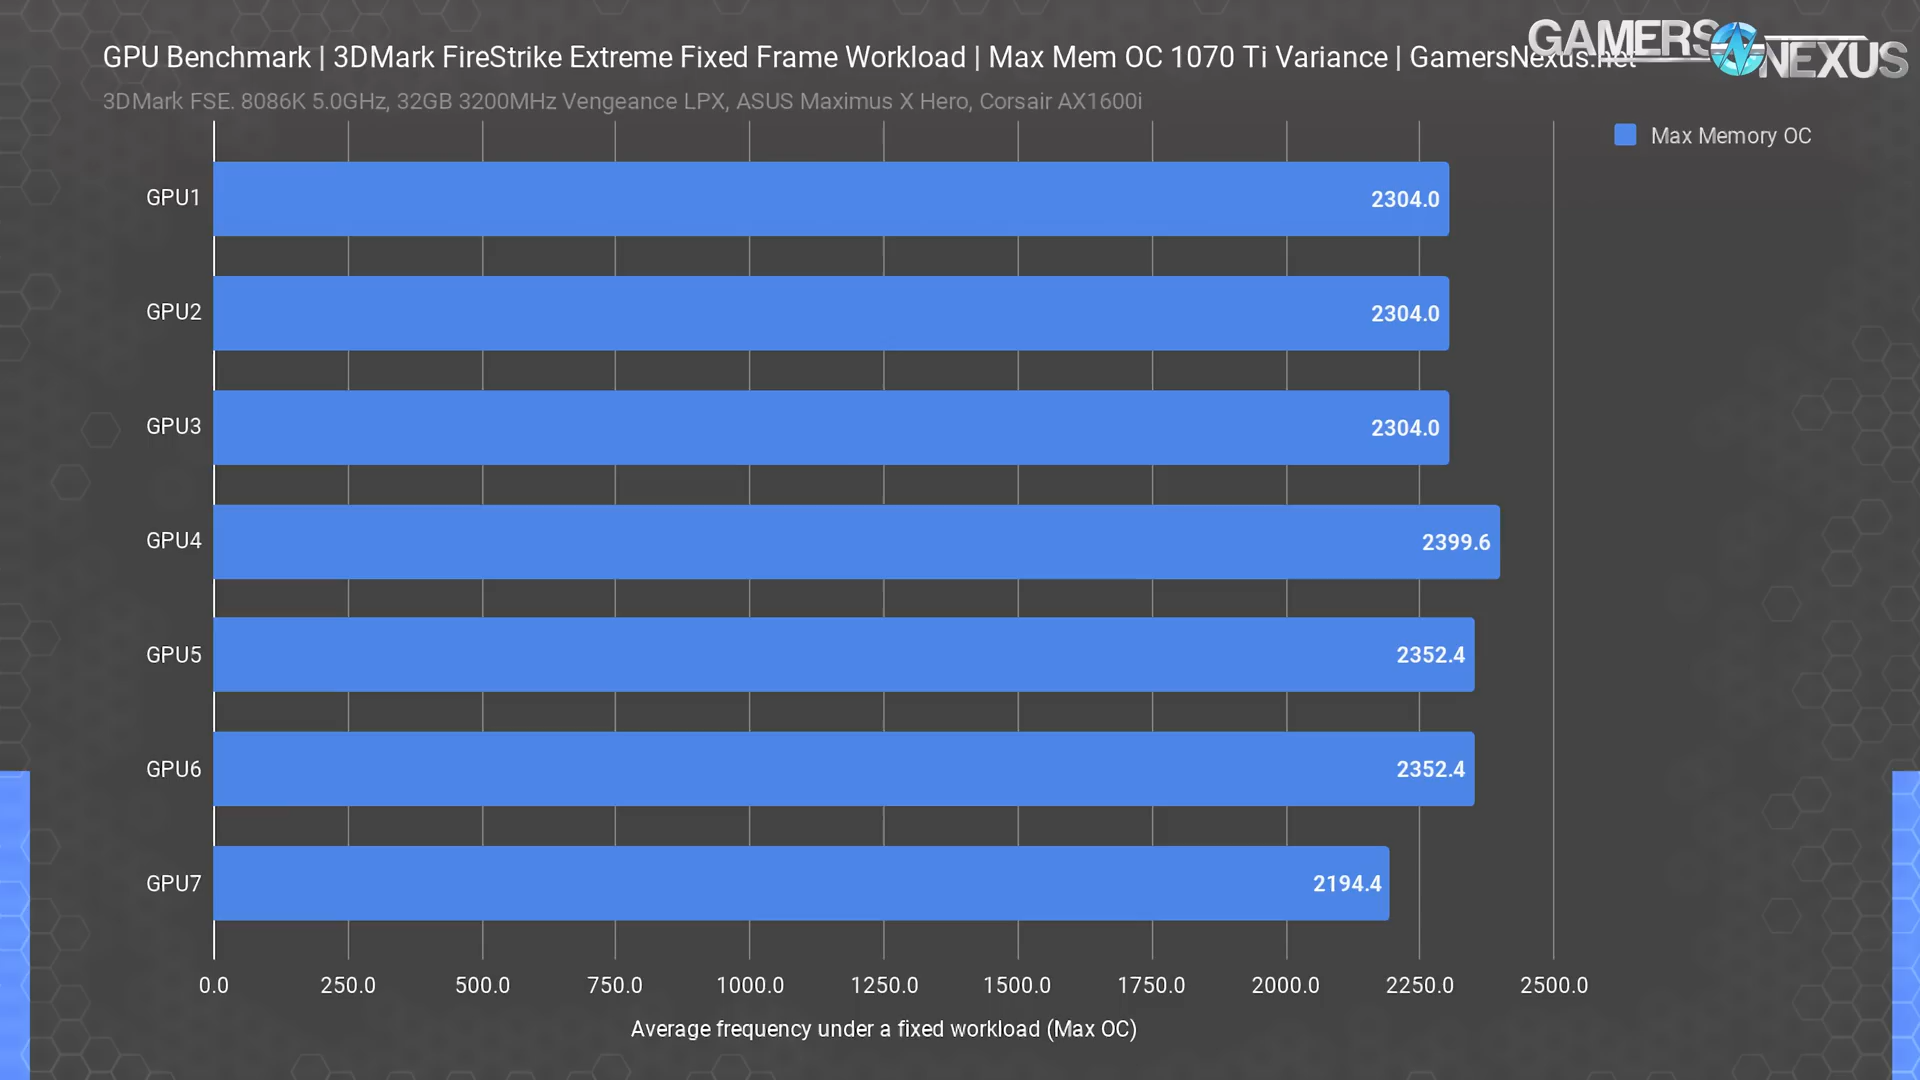 GAMERS NEXUS
GPU Benchmark | 3DMark FireStrike Extreme Fixed Frame Workload | Max Mem OC 1070 Ti Variance | GamersNexus.net
3DMark FSE. 8086K 5.0GHz, 32GB 3200MHz Vengeance LPX, ASUS Maximus X Hero, Corsair AX1600i
Max Memory OC
GPU1 2304.0
GPU2 2304.0
GPU3 2304.0
GPU4 2399.6
GPU5 2352.4
GPU6 2352.4
GPU7 2194.4
0.0 250.0 500.0 750.0 1000.0 1250.0 1500.0 1750.0 2000.0 2250.0 2500.0
Average frequency under a fixed workload (Max OC)